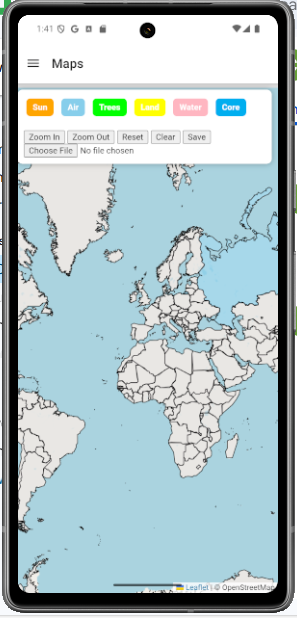 1:41
Maps
Sun Air Trees Land Water Core
Zoom In Zoom Out Reset Clear Save
Choose File No file chosen
Leaflet | © OpenStreetMap